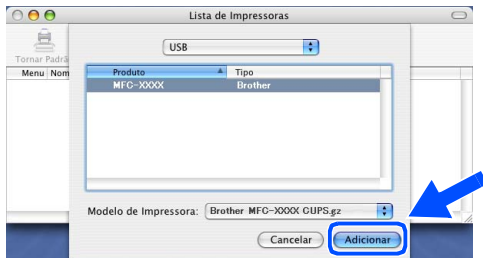 Lista de Impressoras
USB
Tornar Padrã
Menu Nom
Produto Tipo
MFC-XXXX Brother
Modelo de Impressora: Brother MFC-XXXX CUPS.gz
Cancelar Adicionar